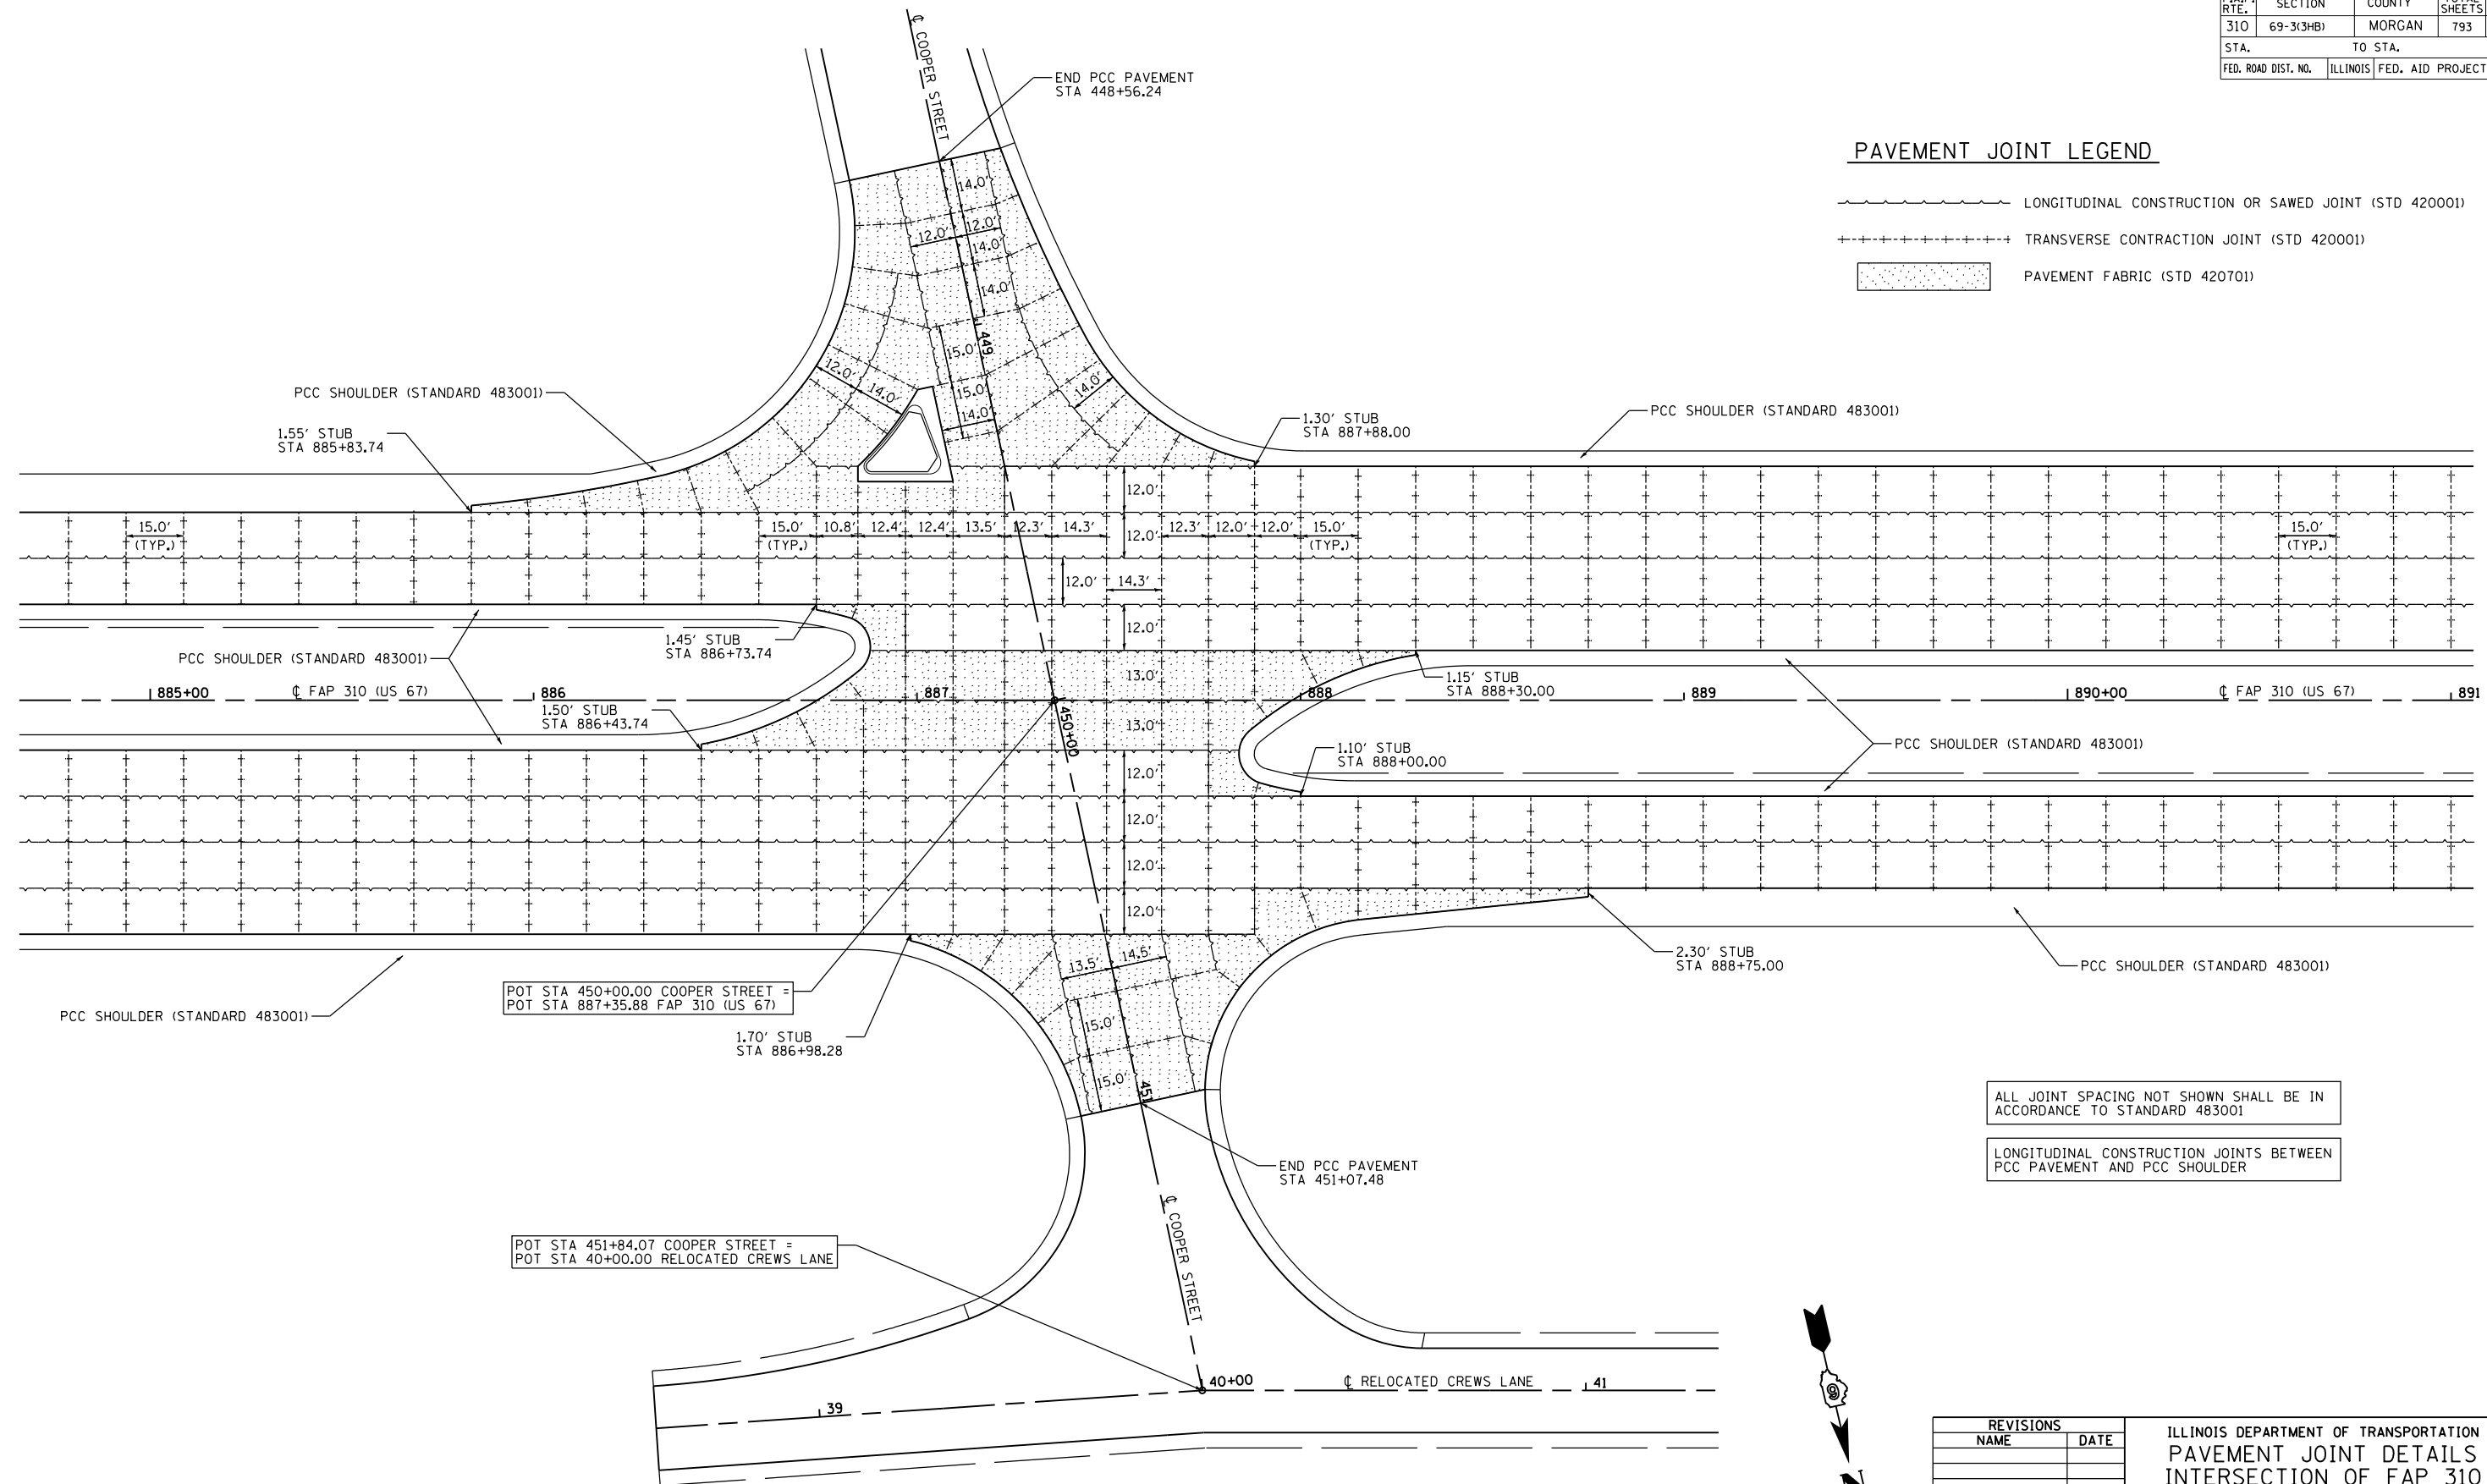 RTE. SECTION COUNTY SHEETS
310 69-3(3HB) MORGAN 793
STA. TO STA.
FED. ROAD DIST. NO. ILLINOIS FED. AID PROJECT
℄ COOPER STREET
END PCC PAVEMENT
STA 448+56.24
PAVEMENT JOINT LEGEND
LONGITUDINAL CONSTRUCTION OR SAWED JOINT (STD 420001)
TRANSVERSE CONTRACTION JOINT (STD 420001)
PAVEMENT FABRIC (STD 420701)
14.0'
12.0'
12.0'
14.0'
14.0'
449
15.0'
15.0'
14.0'
12.0'
14.0'
14.0'
PCC SHOULDER (STANDARD 483001)
1.55' STUB
STA 885+83.74
1.30' STUB
STA 887+88.00
PCC SHOULDER (STANDARD 483001)
12.0'
15.0'
(TYP.)
15.0'
(TYP.)
10.8' 12.4' 12.4' 13.5' 12.3' 14.3'
12.0'
12.3' 12.0' 12.0' 15.0'
(TYP.)
15.0'
(TYP.)
12.0' 14.3'
12.0'
1.45' STUB
STA 886+73.74
PCC SHOULDER (STANDARD 483001)
13.0'
1.15' STUB
STA 888+30.00
885+00 ℄ FAP 310 (US 67) 886 887 888 889 890+00 ℄ FAP 310 (US 67) 891
1.50' STUB
STA 886+43.74
13.0'
450+00
1.10' STUB
STA 888+00.00
PCC SHOULDER (STANDARD 483001)
12.0'
12.0'
12.0'
12.0'
13.5' 14.5'
2.30' STUB
STA 888+75.00
PCC SHOULDER (STANDARD 483001)
POT STA 450+00.00 COOPER STREET =
POT STA 887+35.88 FAP 310 (US 67)
PCC SHOULDER (STANDARD 483001)
1.70' STUB
STA 886+98.28
15.0'
15.0'
451
ALL JOINT SPACING NOT SHOWN SHALL BE IN
ACCORDANCE TO STANDARD 483001
LONGITUDINAL CONSTRUCTION JOINTS BETWEEN
PCC PAVEMENT AND PCC SHOULDER
END PCC PAVEMENT
STA 451+07.48
℄ COOPER STREET
POT STA 451+84.07 COOPER STREET =
POT STA 40+00.00 RELOCATED CREWS LANE
39
40+00 ℄ RELOCATED CREWS LANE 41
REVISIONS
NAME DATE
ILLINOIS DEPARTMENT OF TRANSPORTATION
PAVEMENT JOINT DETAILS
INTERSECTION OF FAP 310